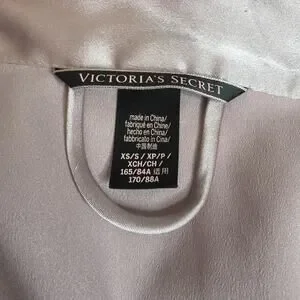 VICTORIA'S SECRET
made in China/
fabriqué en Chine/
hecho en China/
fabbricato in Cina/
中国制造
XS/S / XP/P /
XCH/CH /
165/84A 适用
170/88A